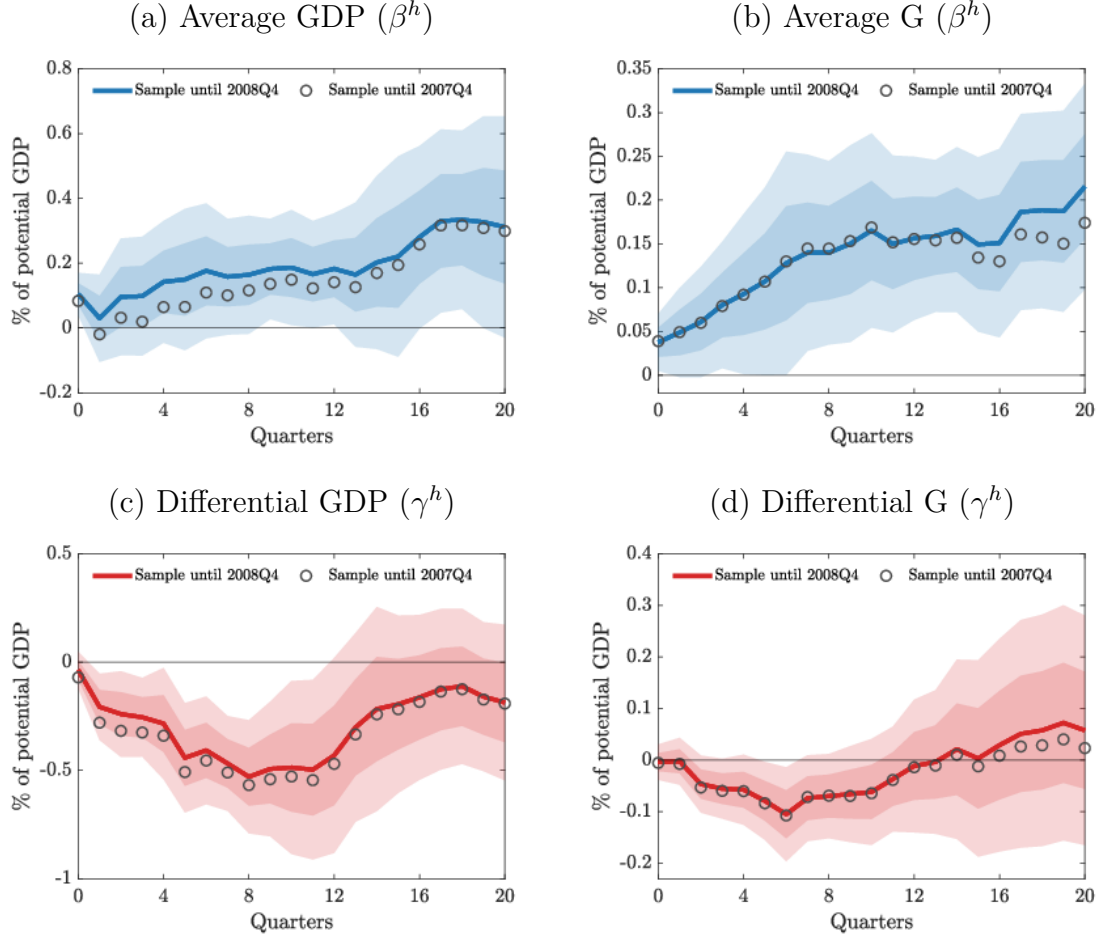 (a) Average GDP (β^h)
(b) Average G (β^h)
% of potential GDP
0.8
0.6
0.4
0.2
0
-0.2
Sample until 2008Q4
Sample until 2007Q4
0 4 8 12 16 20
Quarters
% of potential GDP
0.35
0.3
0.25
0.2
0.15
0.1
0.05
0
Sample until 2008Q4
Sample until 2007Q4
0 4 8 12 16 20
Quarters
(c) Differential GDP (γ^h)
(d) Differential G (γ^h)
% of potential GDP
0.5
0
-0.5
-1
Sample until 2008Q4
Sample until 2007Q4
0 4 8 12 16 20
Quarters
% of potential GDP
0.4
0.3
0.2
0.1
0
-0.1
-0.2
Sample until 2008Q4
Sample until 2007Q4
0 4 8 12 16 20
Quarters